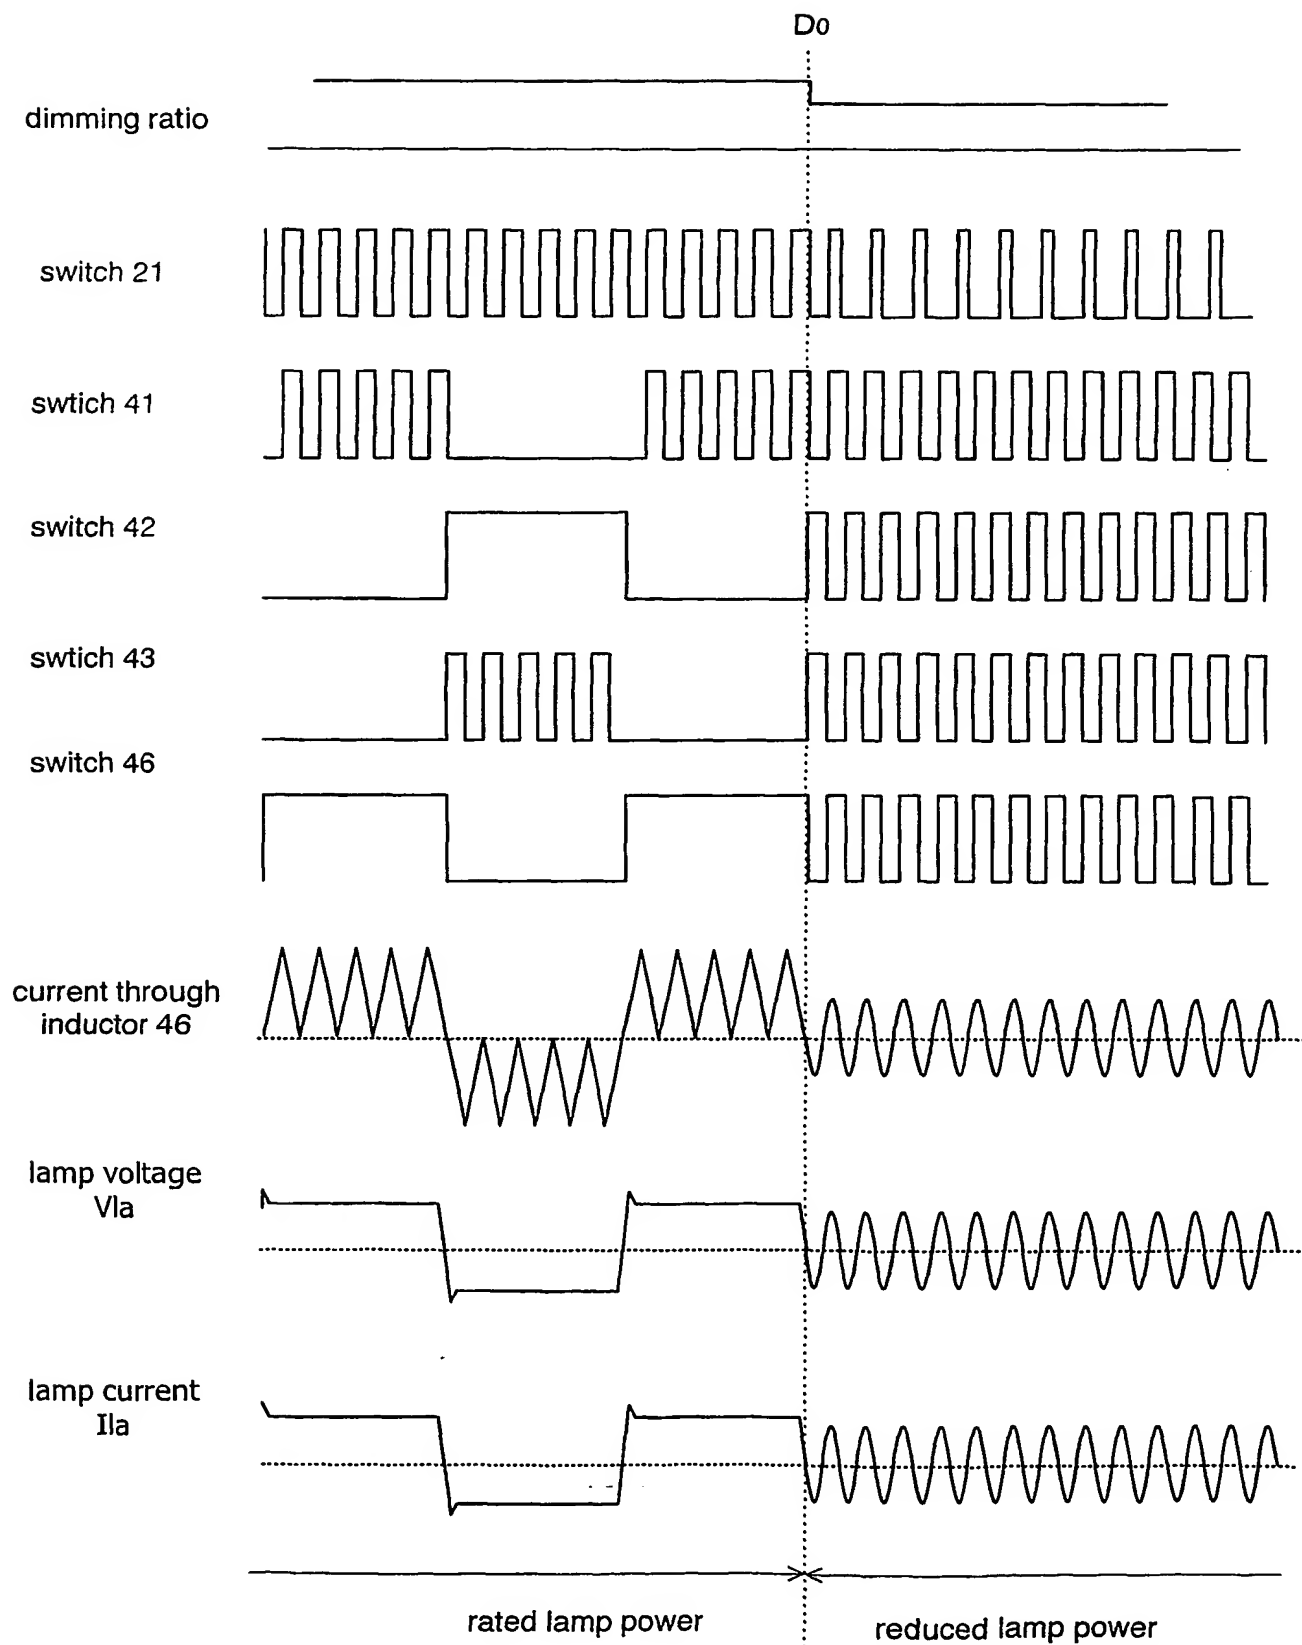 Do
dimming ratio
switch 21
swtich 41
switch 42
swtich 43
switch 46
current through
inductor 46
lamp voltage
Vla
lamp current
Ila
rated lamp power
reduced lamp power